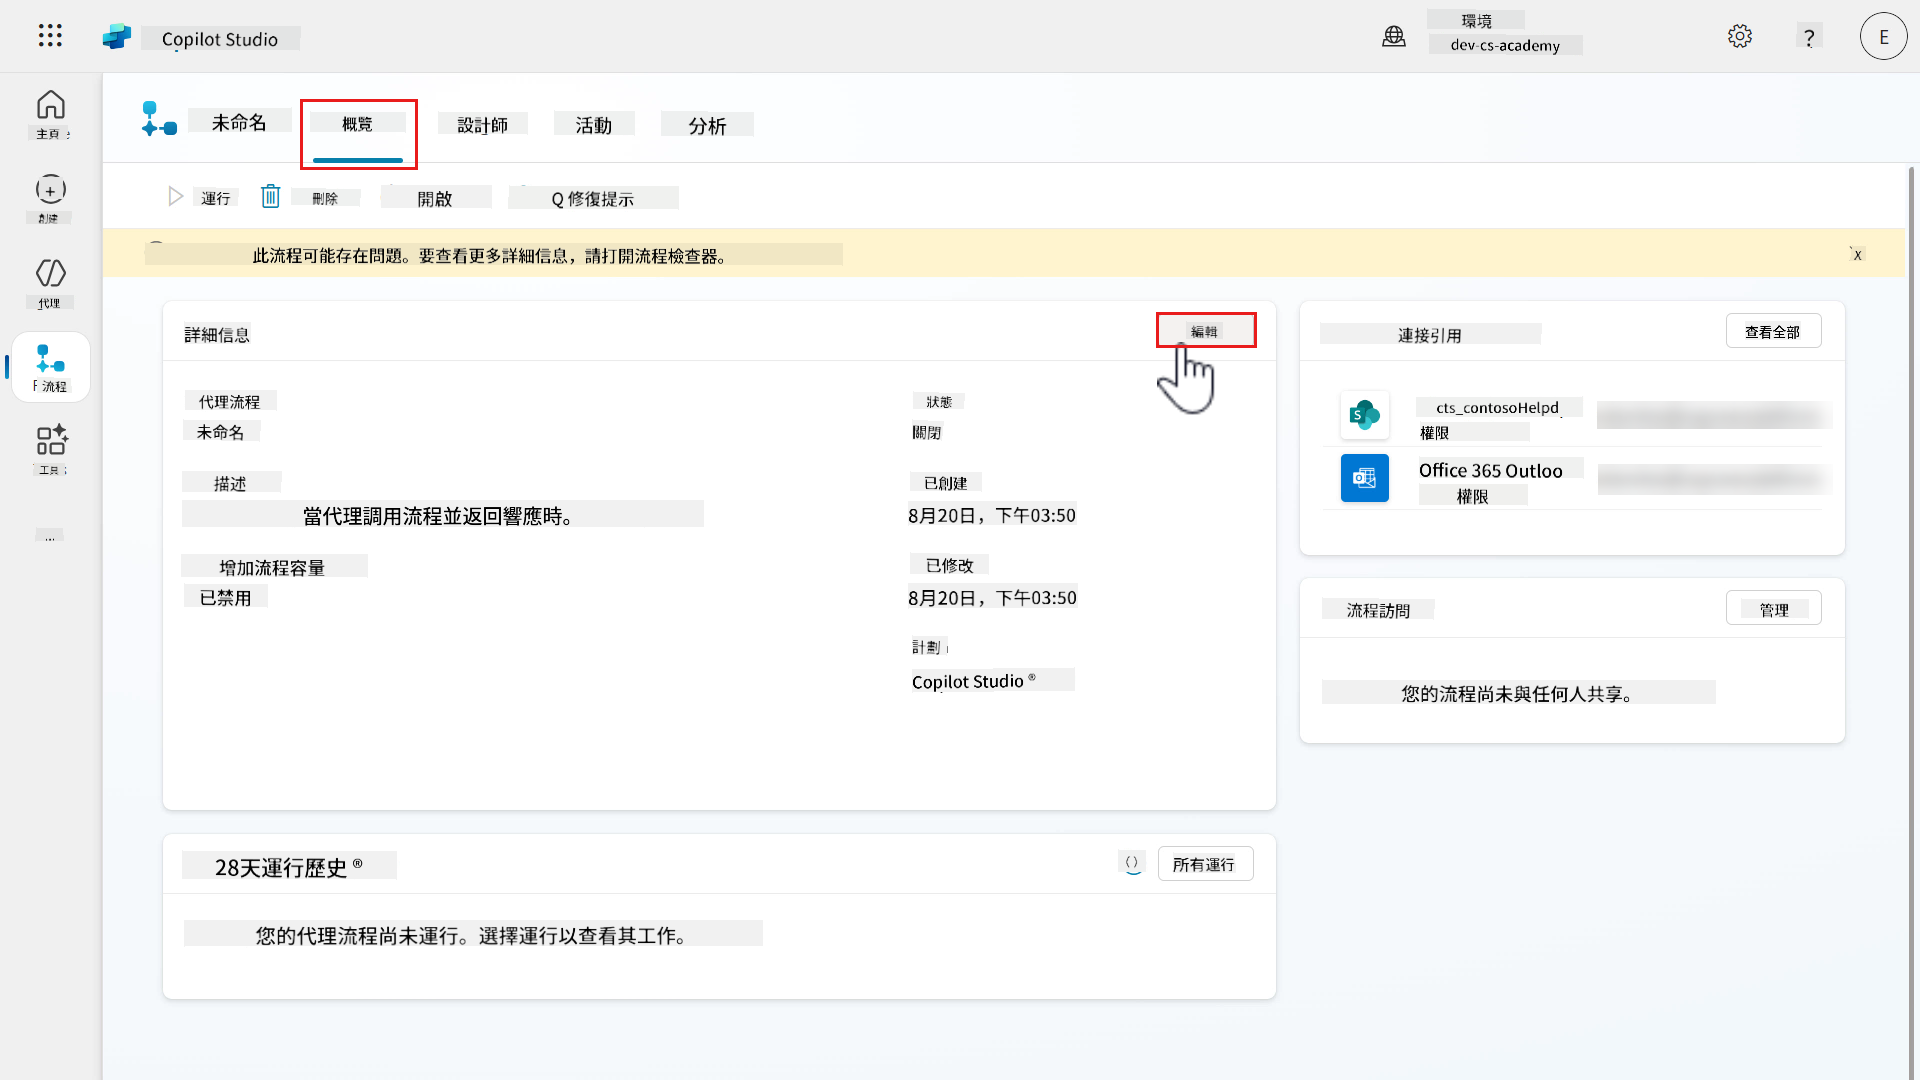 Copilot Studio
環境
dev-cs-academy
?
E
主頁
創建
代理
流程
工具
...
未命名
概覽
設計師
活動
分析
運行
刪除
開啟
Q 修復提示
此流程可能存在問題。要查看更多詳細信息，請打開流程檢查器。
X
詳細信息
編輯
代理流程
未命名
描述
當代理調用流程並返回響應時。
增加流程容量
已禁用
狀態
關閉
已創建
8月20日，下午03:50
已修改
8月20日，下午03:50
計劃
Copilot Studio ®
28天運行歷史 ®
所有運行
您的代理流程尚未運行。選擇運行以查看其工作。
連接引用
查看全部
cts_contosoHelpd
權限
Office 365 Outloo
權限
流程訪問
管理
您的流程尚未與任何人共享。